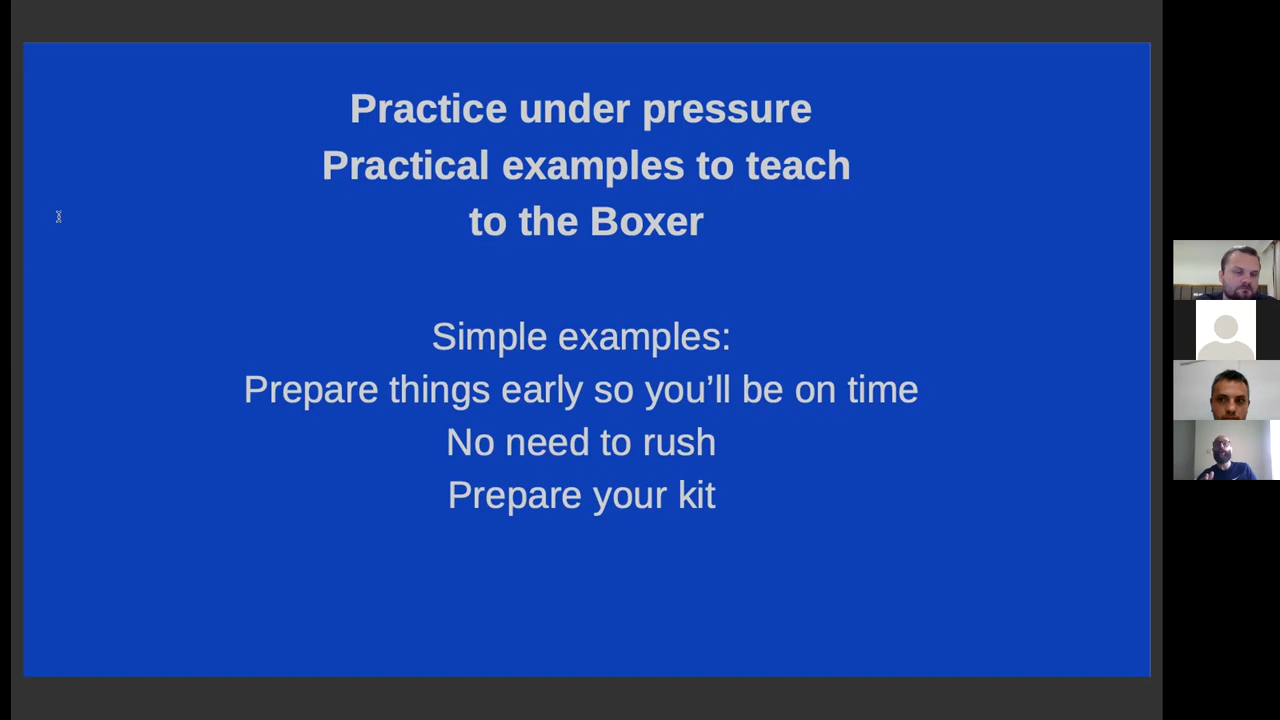 Practice under pressure
Practical examples to teach
to the Boxer
Simple examples:
Prepare things early so you’ll be on time
No need to rush
Prepare your kit